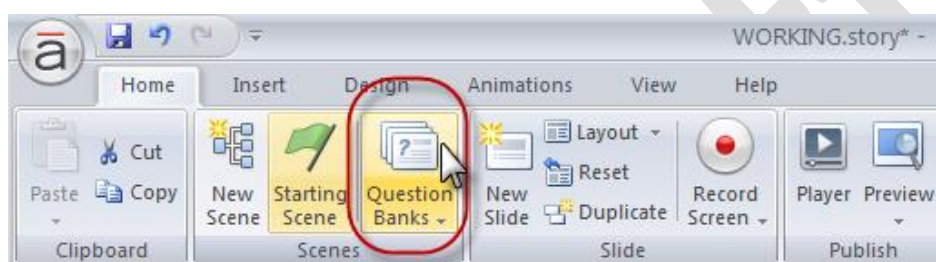 ā
WORKING.story* -
Home Insert Design Animations View Help
Paste
Cut
Copy
Clipboard
New Scene
Starting Scene
Question Banks
Scenes
New Slide
Layout
Reset
Duplicate
Record Screen
Slide
Player
Preview
Publish